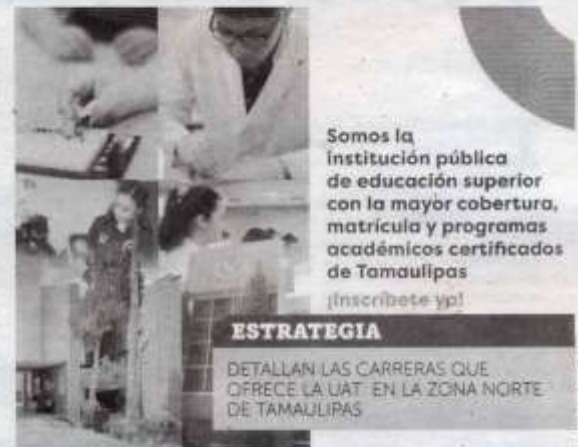 Somos la
institución pública
de educación superior
con la mayor cobertura,
matrícula y programas
académicos certificados
de Tamaulipas
¡Inscríbete ya!
ESTRATEGIA
DETALLAN LAS CARRERAS QUE
OFRECE LA UAT EN LA ZONA NORTE
DE TAMAULIPAS